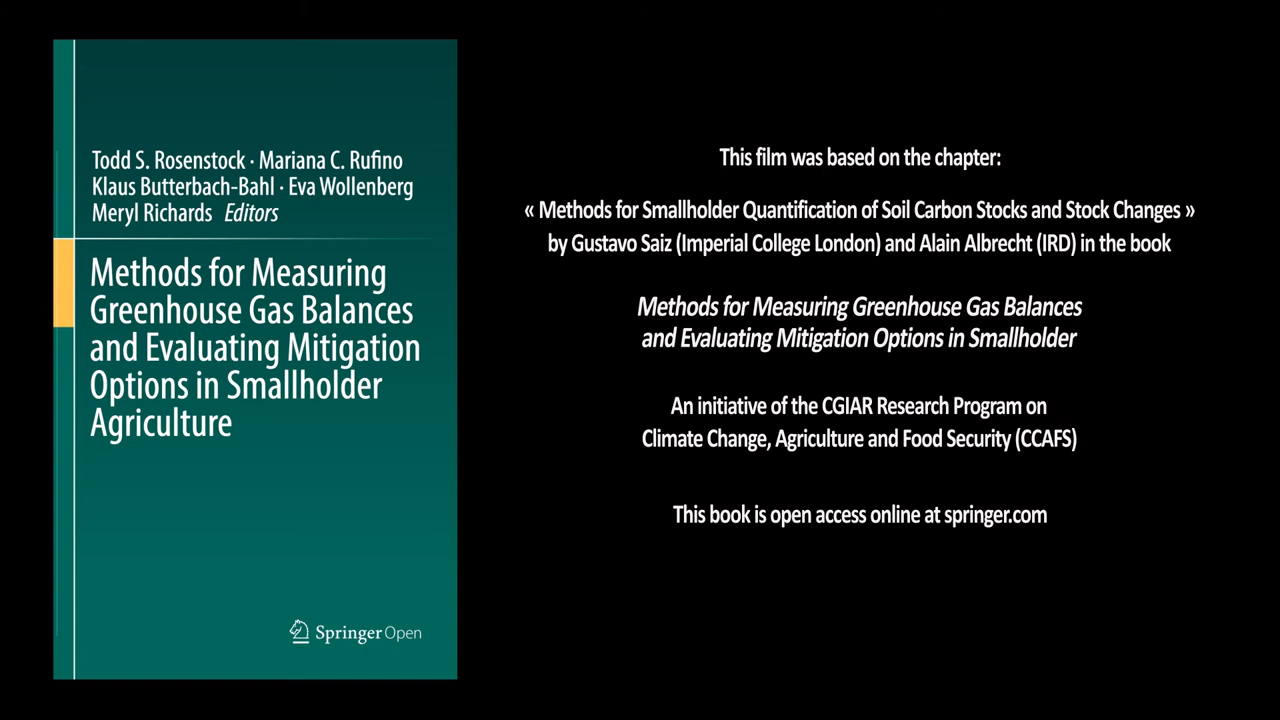 Todd S. Rosenstock · Mariana C. Rufino
Klaus Butterbach-Bahl · Eva Wollenberg
Meryl Richards Editors
Methods for Measuring
Greenhouse Gas Balances
and Evaluating Mitigation
Options in Smallholder
Agriculture
Springer Open
This film was based on the chapter:
« Methods for Smallholder Quantification of Soil Carbon Stocks and Stock Changes »
by Gustavo Saiz (Imperial College London) and Alain Albrecht (IRD) in the book
Methods for Measuring Greenhouse Gas Balances
and Evaluating Mitigation Options in Smallholder
An initiative of the CGIAR Research Program on
Climate Change, Agriculture and Food Security (CCAFS)
This book is open access online at springer.com